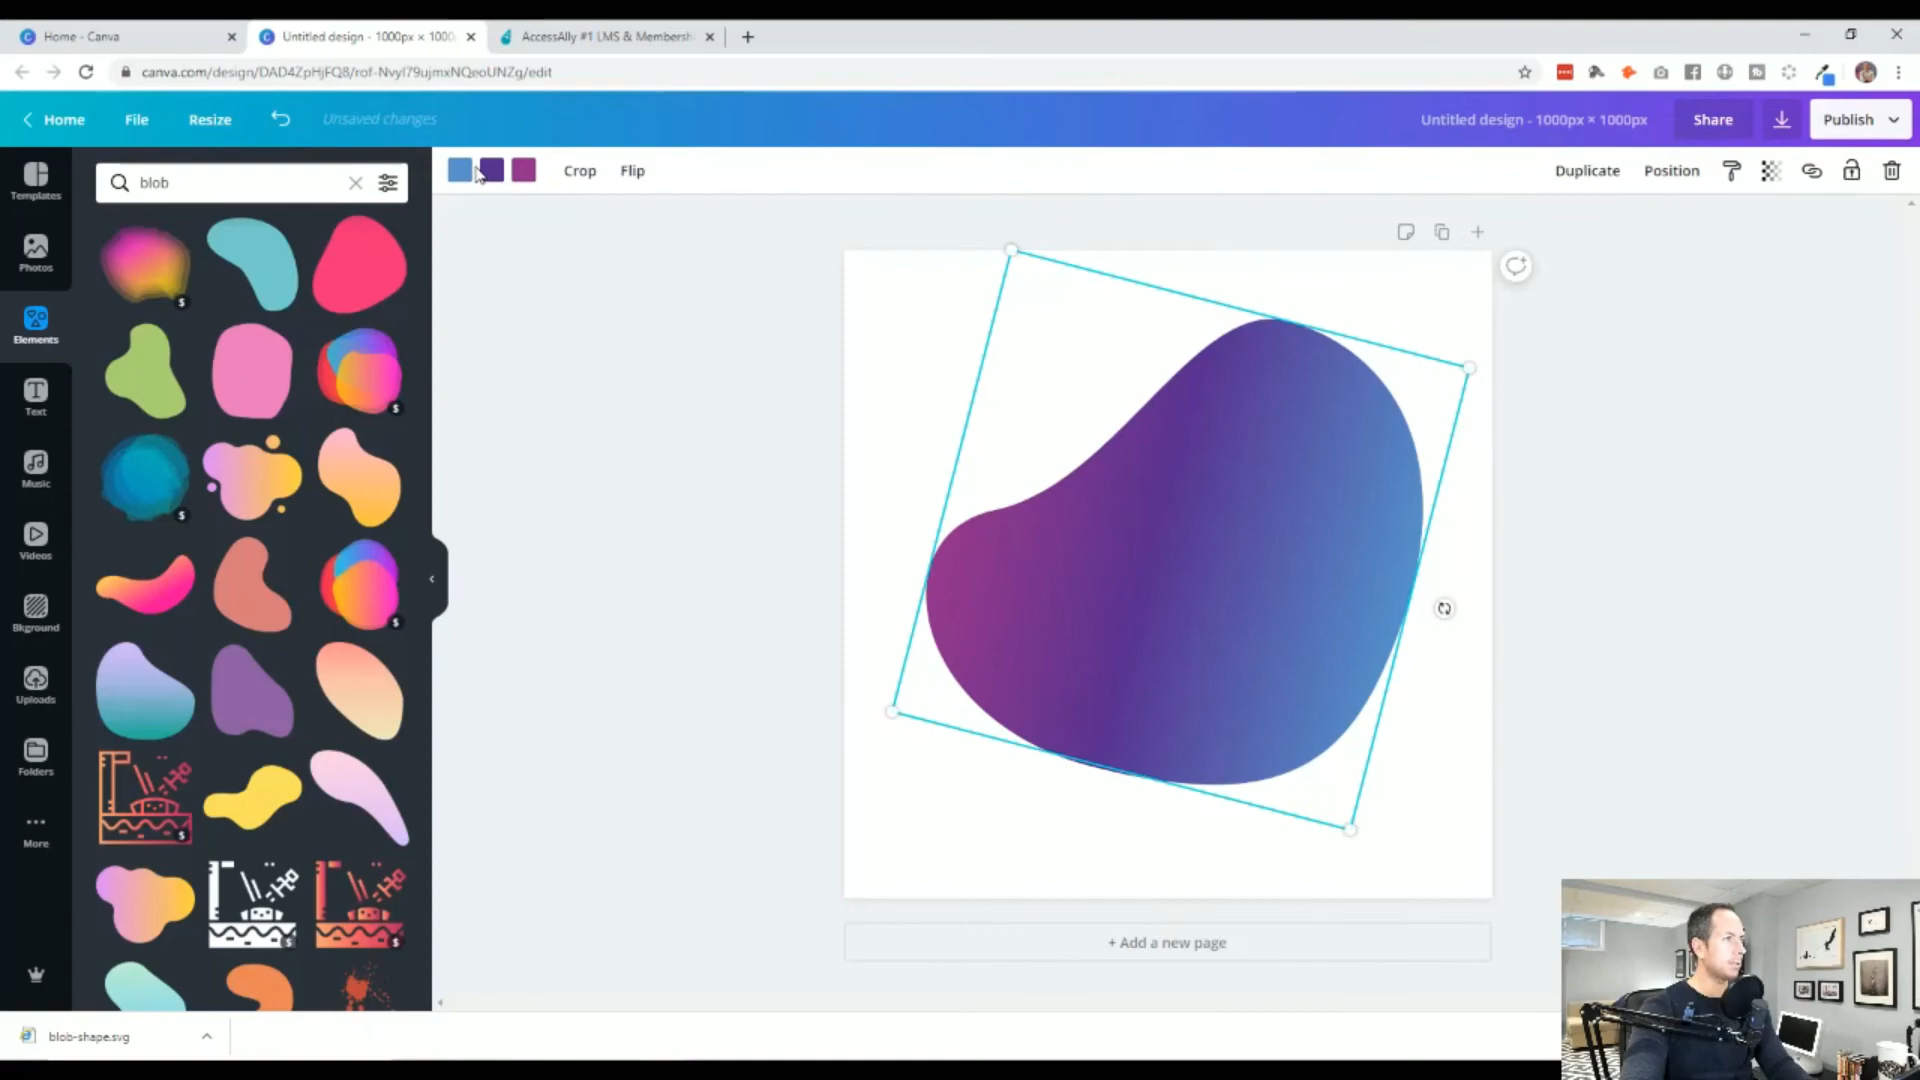 Home - Canva
Untitled design - 1000px × 1000
AccessAlly #1 LMS & Membersh
canva.com/design/DAD4ZpHjFQ8/rof-Nvyl79ujmxNQeoUNZg/edit
Home
File
Resize
Unsaved changes
Untitled design - 1000px × 1000px
Share
Publish
Templates
Photos
Elements
Text
Music
Videos
Bkground
Uploads
Folders
More
blob
Crop
Flip
Duplicate
Position
+ Add a new page
blob-shape.svg